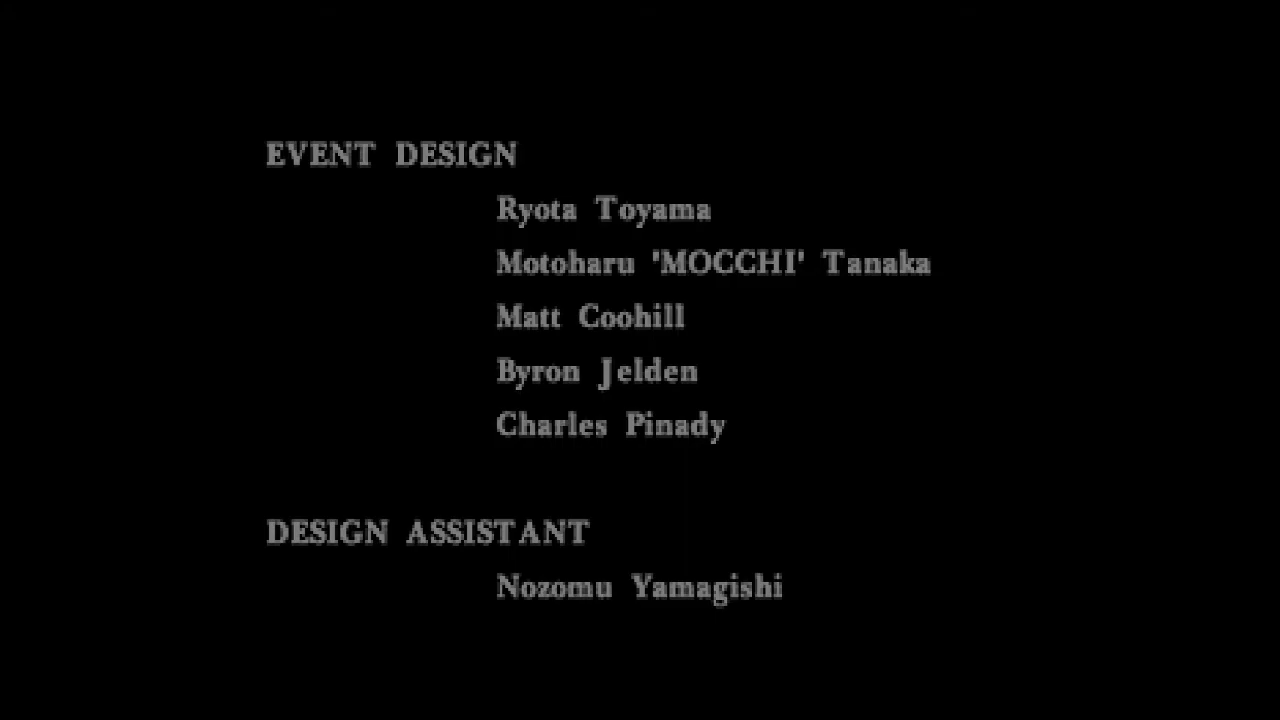 EVENT DESIGN
Ryota Toyama
Motoharu 'MOCCHI' Tanaka
Matt Coohill
Byron Jelden
Charles Pinady
DESIGN ASSISTANT
Nozomu Yamagishi